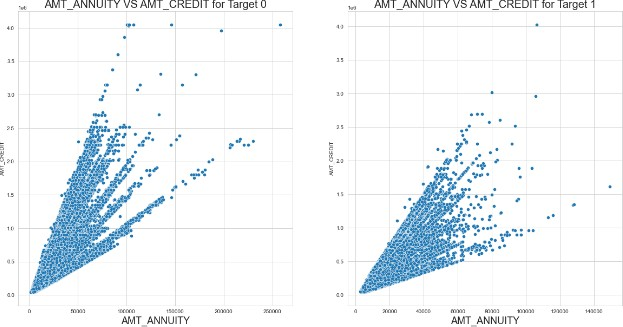 AMT_ANNUITY VS AMT_CREDIT for Target 0
1e6
4.0
3.5
3.0
2.5
2.0
1.5
1.0
0.5
0.0
AMT_CREDIT
0 50000 100000 150000 200000 250000
AMT_ANNUITY
AMT_ANNUITY VS AMT_CREDIT for Target 1
1e6
4.0
3.5
3.0
2.5
2.0
1.5
1.0
0.5
0.0
AMT_CREDIT
0 20000 40000 60000 80000 100000 120000 140000
AMT_ANNUITY